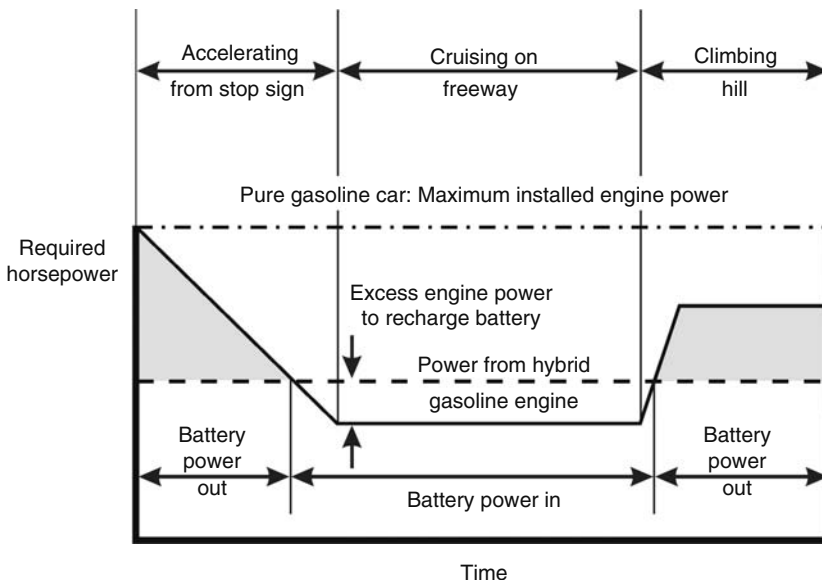 Accelerating
from stop sign
Cruising on
freeway
Climbing
hill
Pure gasoline car: Maximum installed engine power
Required
horsepower
Excess engine power
to recharge battery
Power from hybrid
gasoline engine
Battery
power
out
Battery power in
Battery
power
out
Time